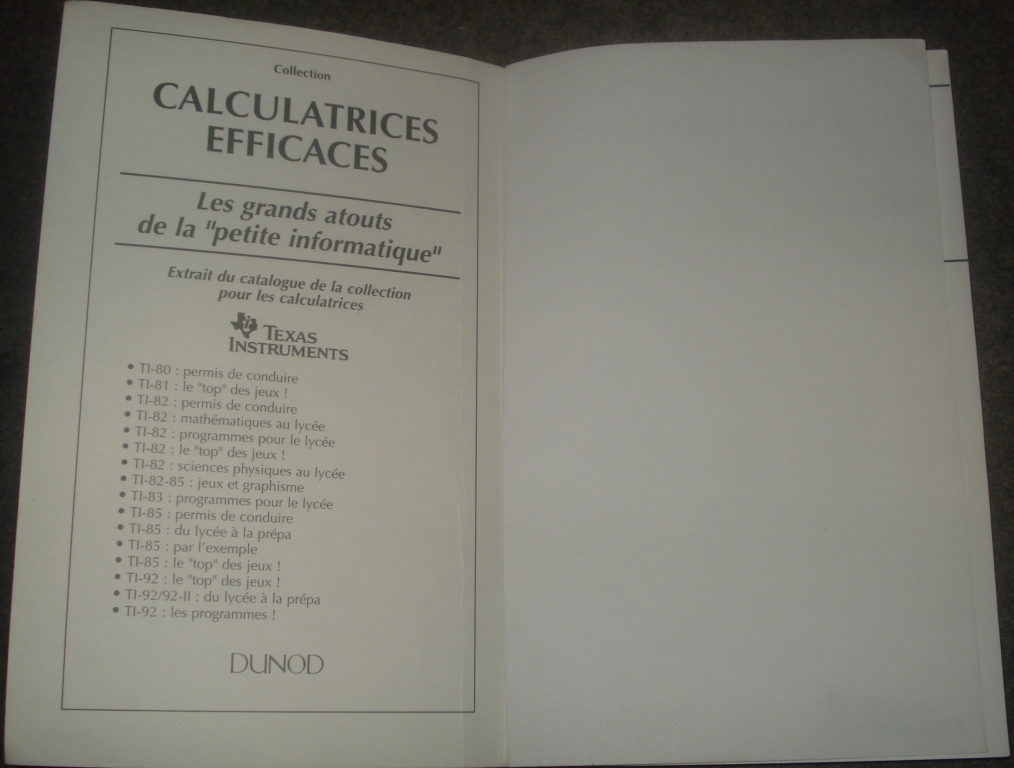 Collection
CALCULATRICES
EFFICACES
Les grands atouts
de la "petite informatique"
Extrait du catalogue de la collection
pour les calculatrices
TEXAS
INSTRUMENTS
• TI-80 : permis de conduire
• TI-81 : le "top" des jeux !
• TI-82 : permis de conduire
• TI-82 : mathématiques au lycée
• TI-82 : programmes pour le lycée
• TI-82 : le "top" des jeux !
• TI-82 : sciences physiques au lycée
• TI-82-85 : jeux et graphisme
• TI-83 : programmes pour le lycée
• TI-85 : permis de conduire
• TI-85 : du lycée à la prépa
• TI-85 : par l'exemple
• TI-85 : le "top" des jeux !
• TI-92 : le "top" des jeux !
• TI-92/92-II : du lycée à la prépa
• TI-92 : les programmes !
DUNOD